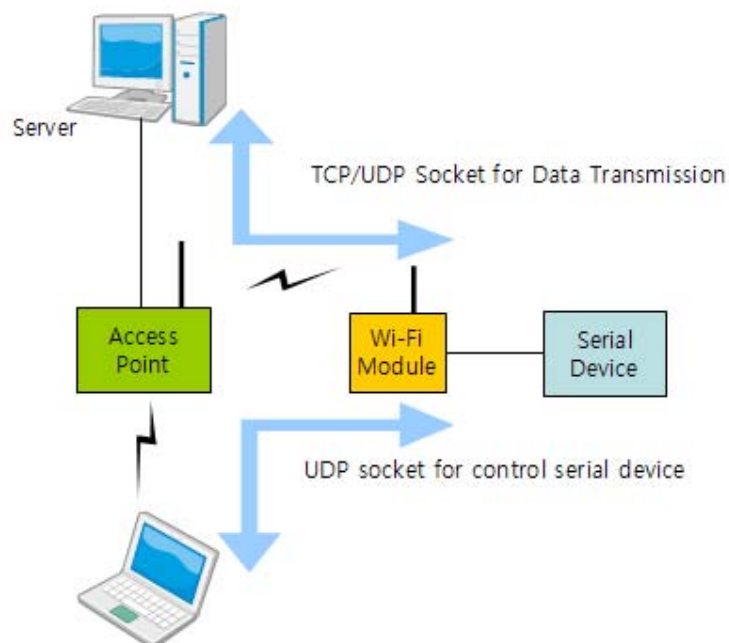 Server
TCP/UDP Socket for Data Transmission
Access
Point
Wi-Fi
Module
Serial
Device
UDP socket for control serial device